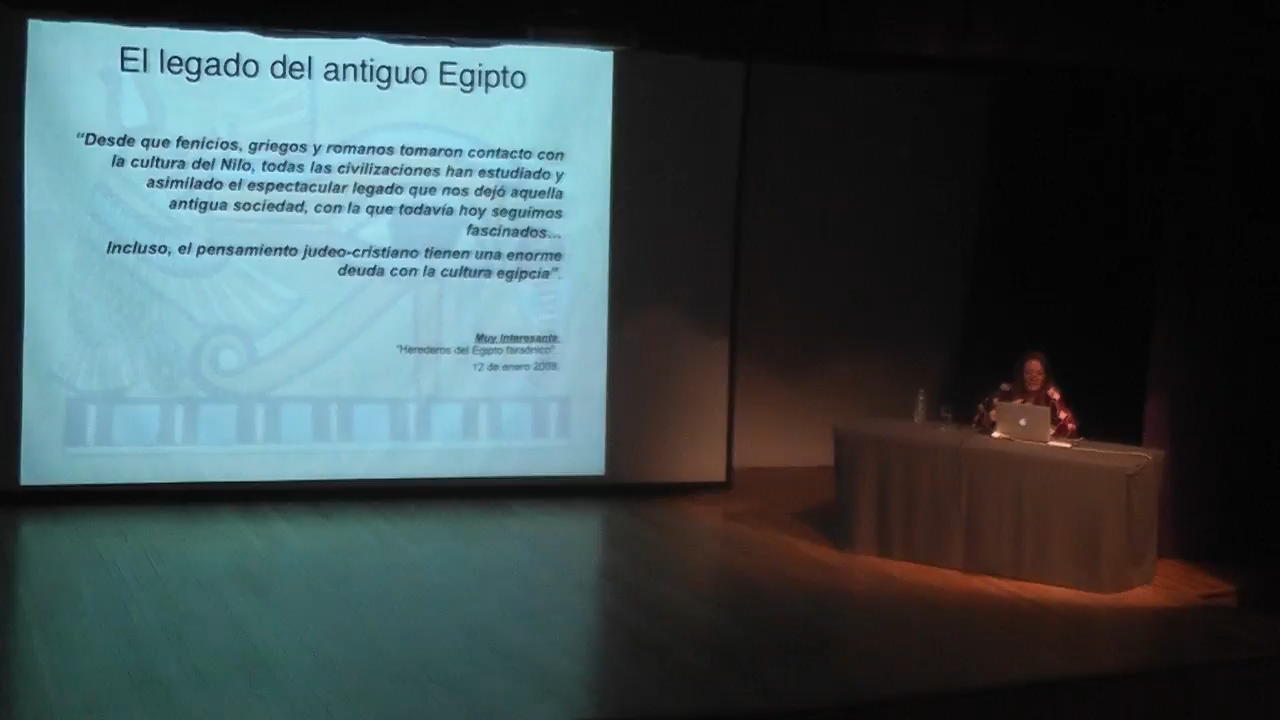 El legado del antiguo Egipto
“Desde que fenicios, griegos y romanos tomaron contacto con
la cultura del Nilo, todas las civilizaciones han estudiado y
asimilado el espectacular legado que nos dejó aquella
antigua sociedad, con la que todavía hoy seguimos
fascinados...
Incluso, el pensamiento judeo-cristiano tienen una enorme
deuda con la cultura egipcia”.
Muy Interesante.
“Herederos del Egipto faraónico”.
12 de enero 2008.